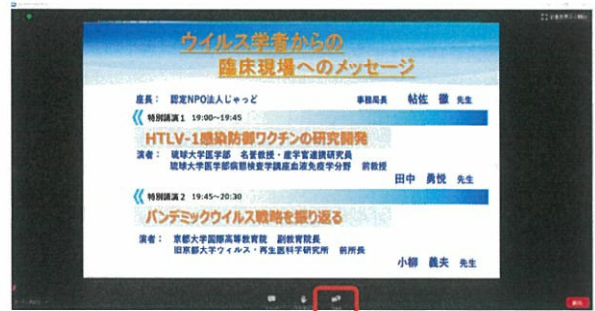 ウイルス学者からの
臨床現場へのメッセージ
座長： 認定NPO法人じゃっど 事務局長 帖佐 徹 先生
特別講演1 19:00~19:45
HTLV-1感染防御ワクチンの研究開発
演者： 琉球大学医学部 名誉教授・産学官連携研究員
琉球大学医学部病態検査学講座血液免疫学分野 前教授
田中 勇悦 先生
特別講演2 19:45~20:30
パンデミックウイルス戦略を振り返る
演者： 京都大学国際高等教育院 副教育院長
旧京都大学ウィルス・再生医科学研究所 前所長
小柳 義夫 先生